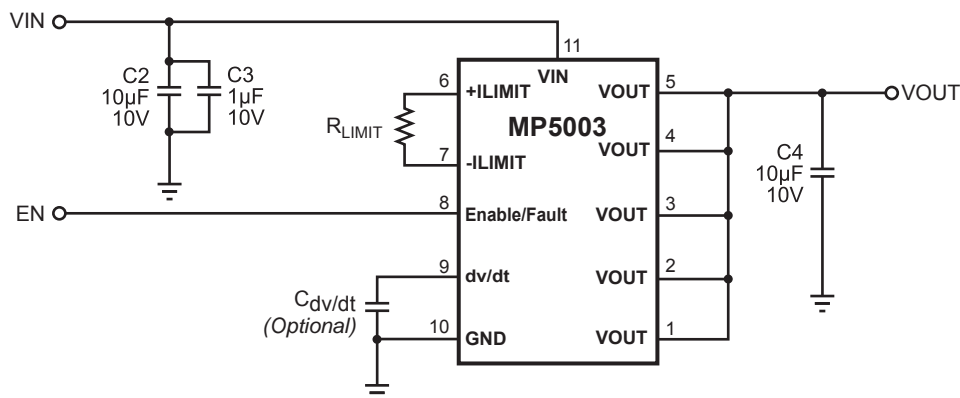 VIN
11
C2
10µF
10V
C3
1µF
10V
VIN
6
+ILIMIT
VOUT
5
VOUT
MP5003
RLIMIT
VOUT
4
7
-ILIMIT
C4
10µF
10V
EN
8
Enable/Fault
VOUT
3
9
dv/dt
VOUT
2
Cdv/dt
(Optional)
10
GND
VOUT
1